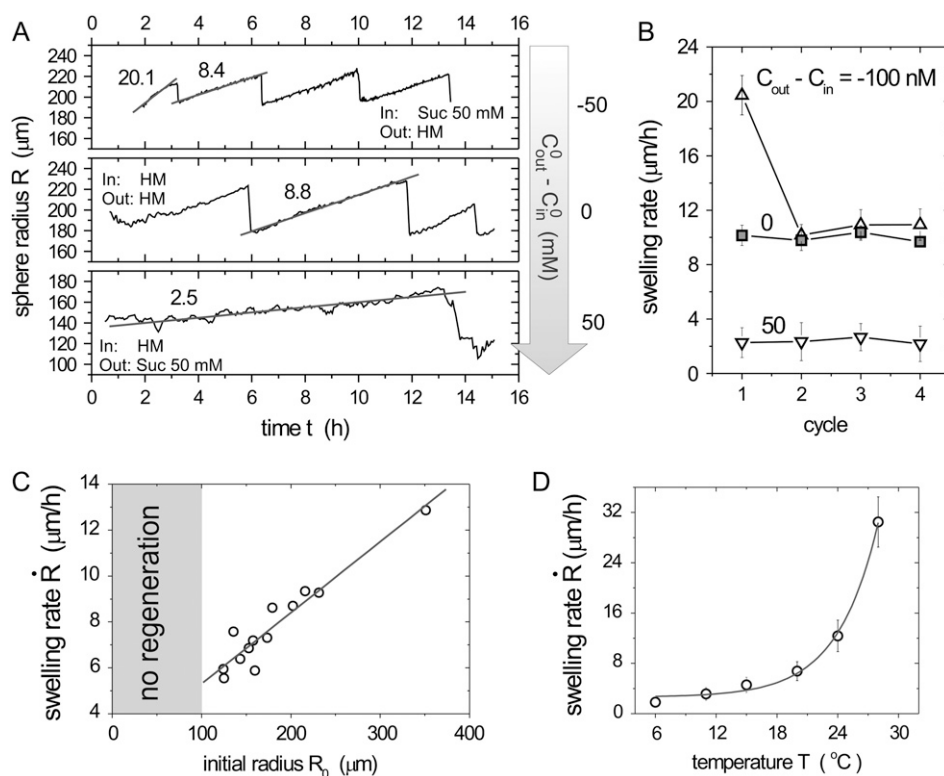 A
0 2 4 6 8 10 12 14 16
240
220
200
180
160
20.1
8.4
In: Suc 50 mM
Out: HM
240
220
200
180
160
In: HM
Out: HM
8.8
180
160
140
120
100
2.5
In: HM
Out: Suc 50 mM
0 2 4 6 8 10 12 14 16
time t (h)
sphere radius R (μm)
-50
0
50
C⁰out - C⁰in (mM)
B
24
20
16
12
8
4
0
Cout - Cin = -100 nM
0
50
1 2 3 4
cycle
swelling rate (μm/h)
C
14
12
10
8
6
4
no regeneration
0 100 200 300 400
initial radius Rn (μm)
swelling rate Ṙ (μm/h)
D
32
24
16
8
0
6 12 18 24 30
temperature T (°C)
swelling rate Ṙ (μm/h)